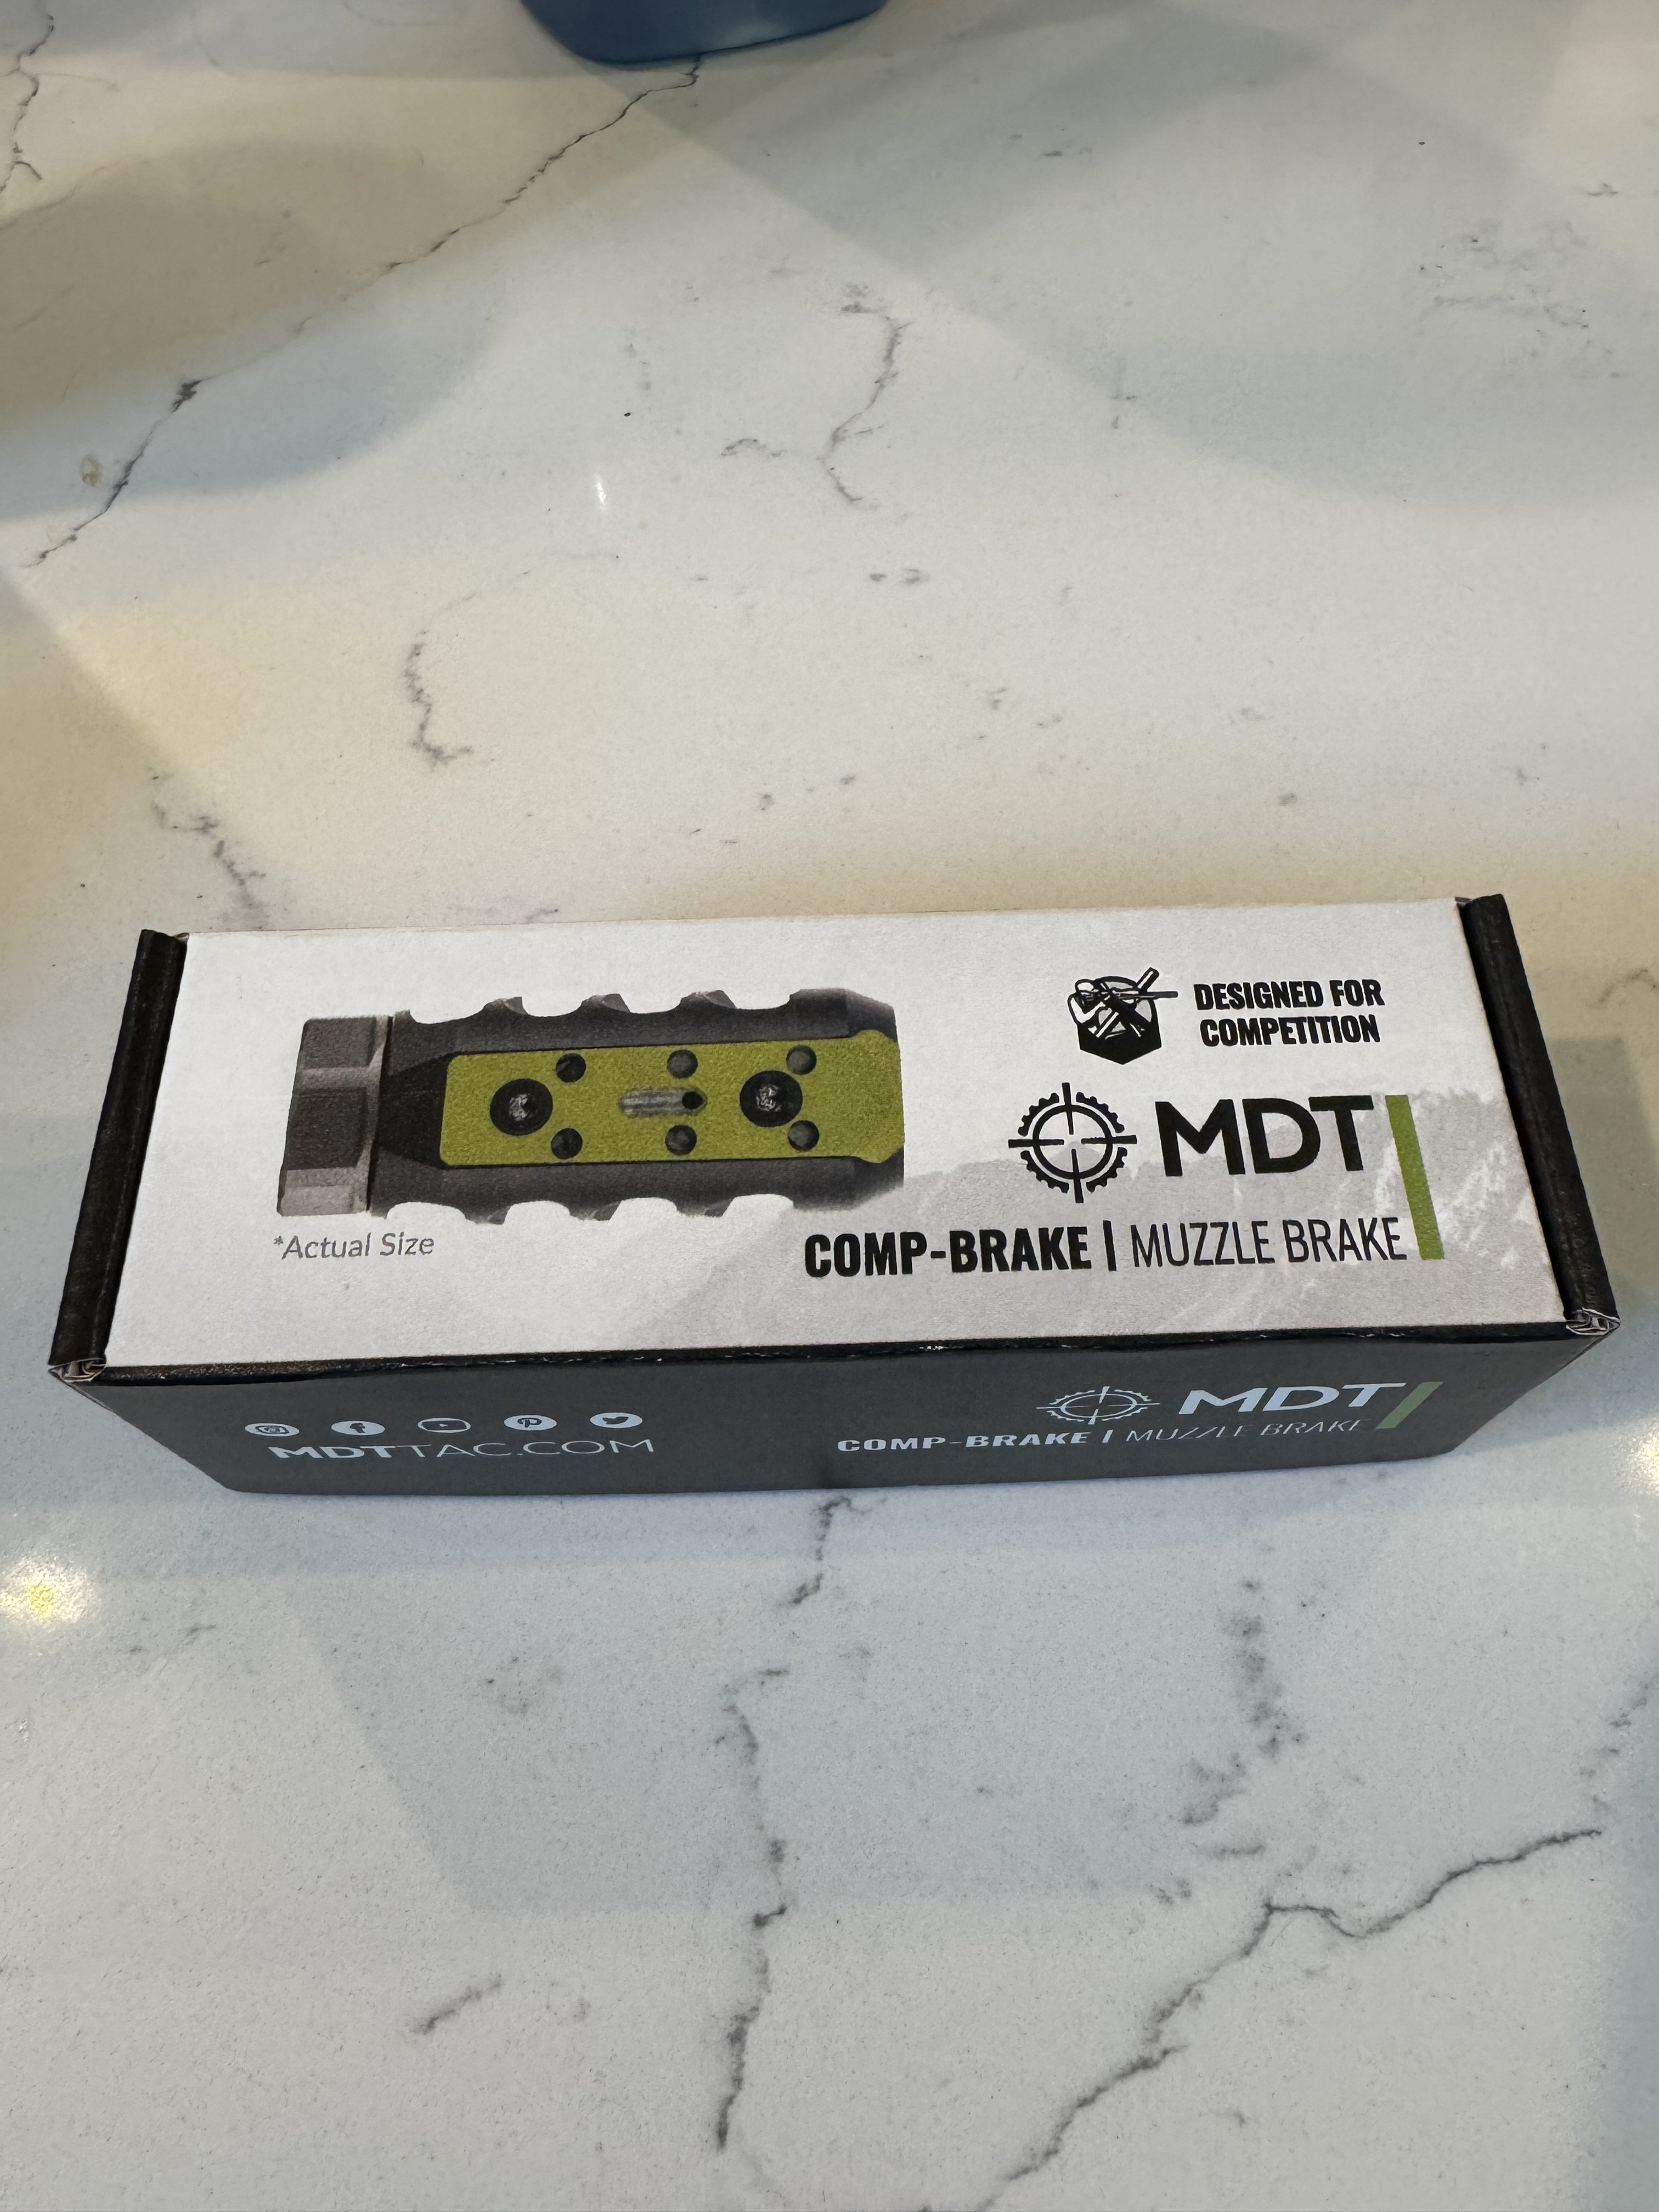 DESIGNED FOR
COMPETITION
MDT
COMP-BRAKE | MUZZLE BRAKE
*Actual Size
MDT
COMP-BRAKE | MUZZLE BRAKE
MDTTAC.COM